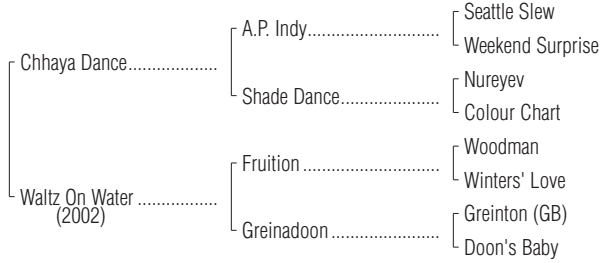 Seattle Slew
A.P. Indy
Weekend Surprise
Chhaya Dance
Nureyev
Shade Dance
Colour Chart
Woodman
Fruition
Winters' Love
Waltz On Water
(2002)
Greinton (GB)
Greinadoon
Doon's Baby